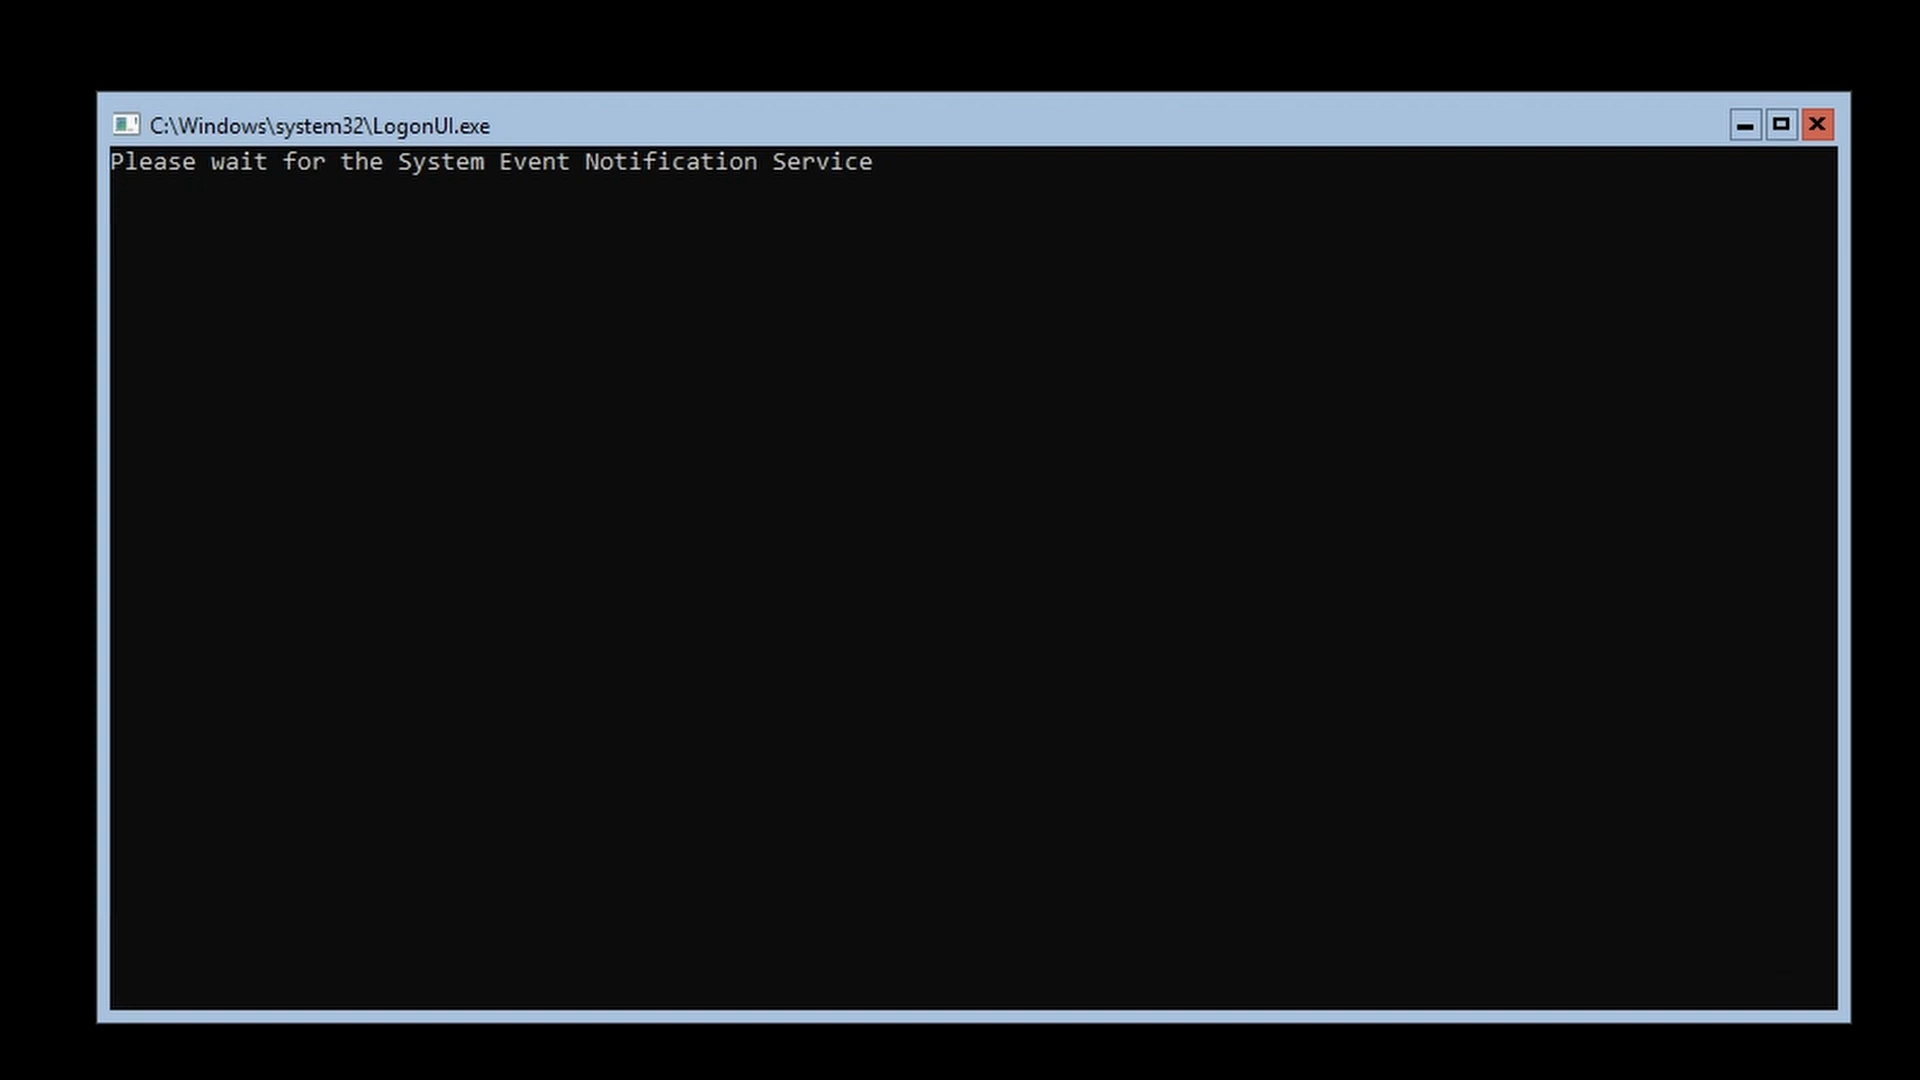 C:\Windows\system32\LogonUI.exe
Please wait for the System Event Notification Service